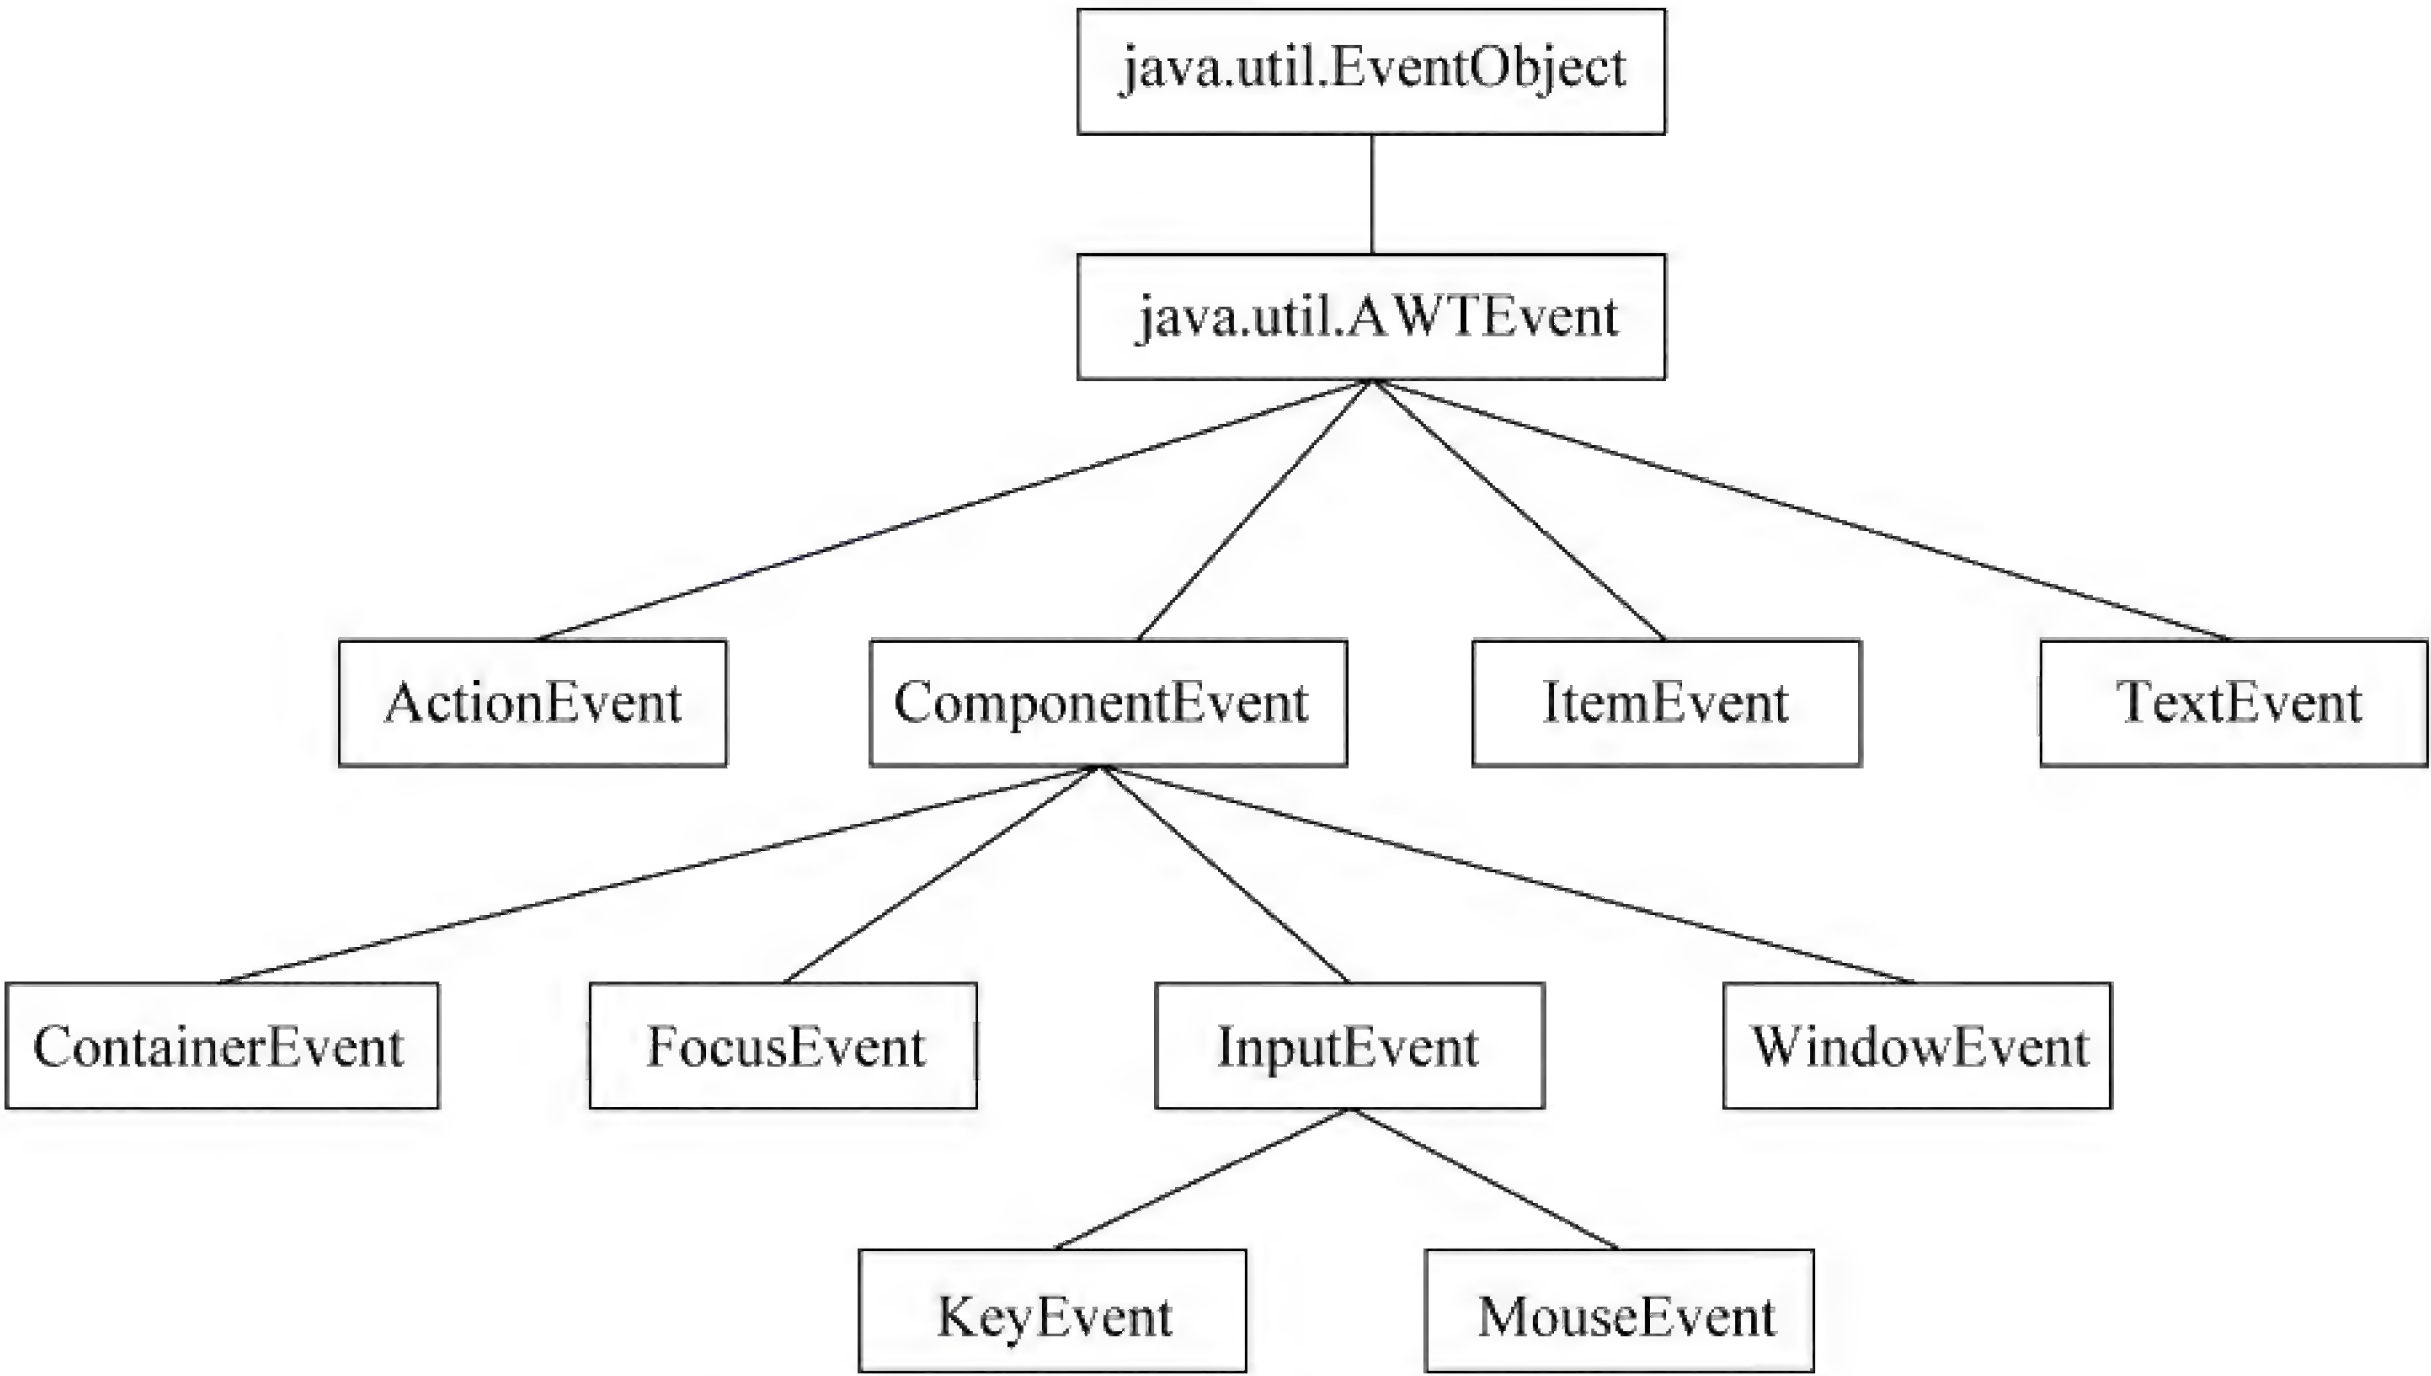 java.util.EventObject
java.util.AWTEvent
ActionEvent
ComponentEvent
ItemEvent
TextEvent
ContainerEvent
FocusEvent
InputEvent
WindowEvent
KeyEvent
MouseEvent